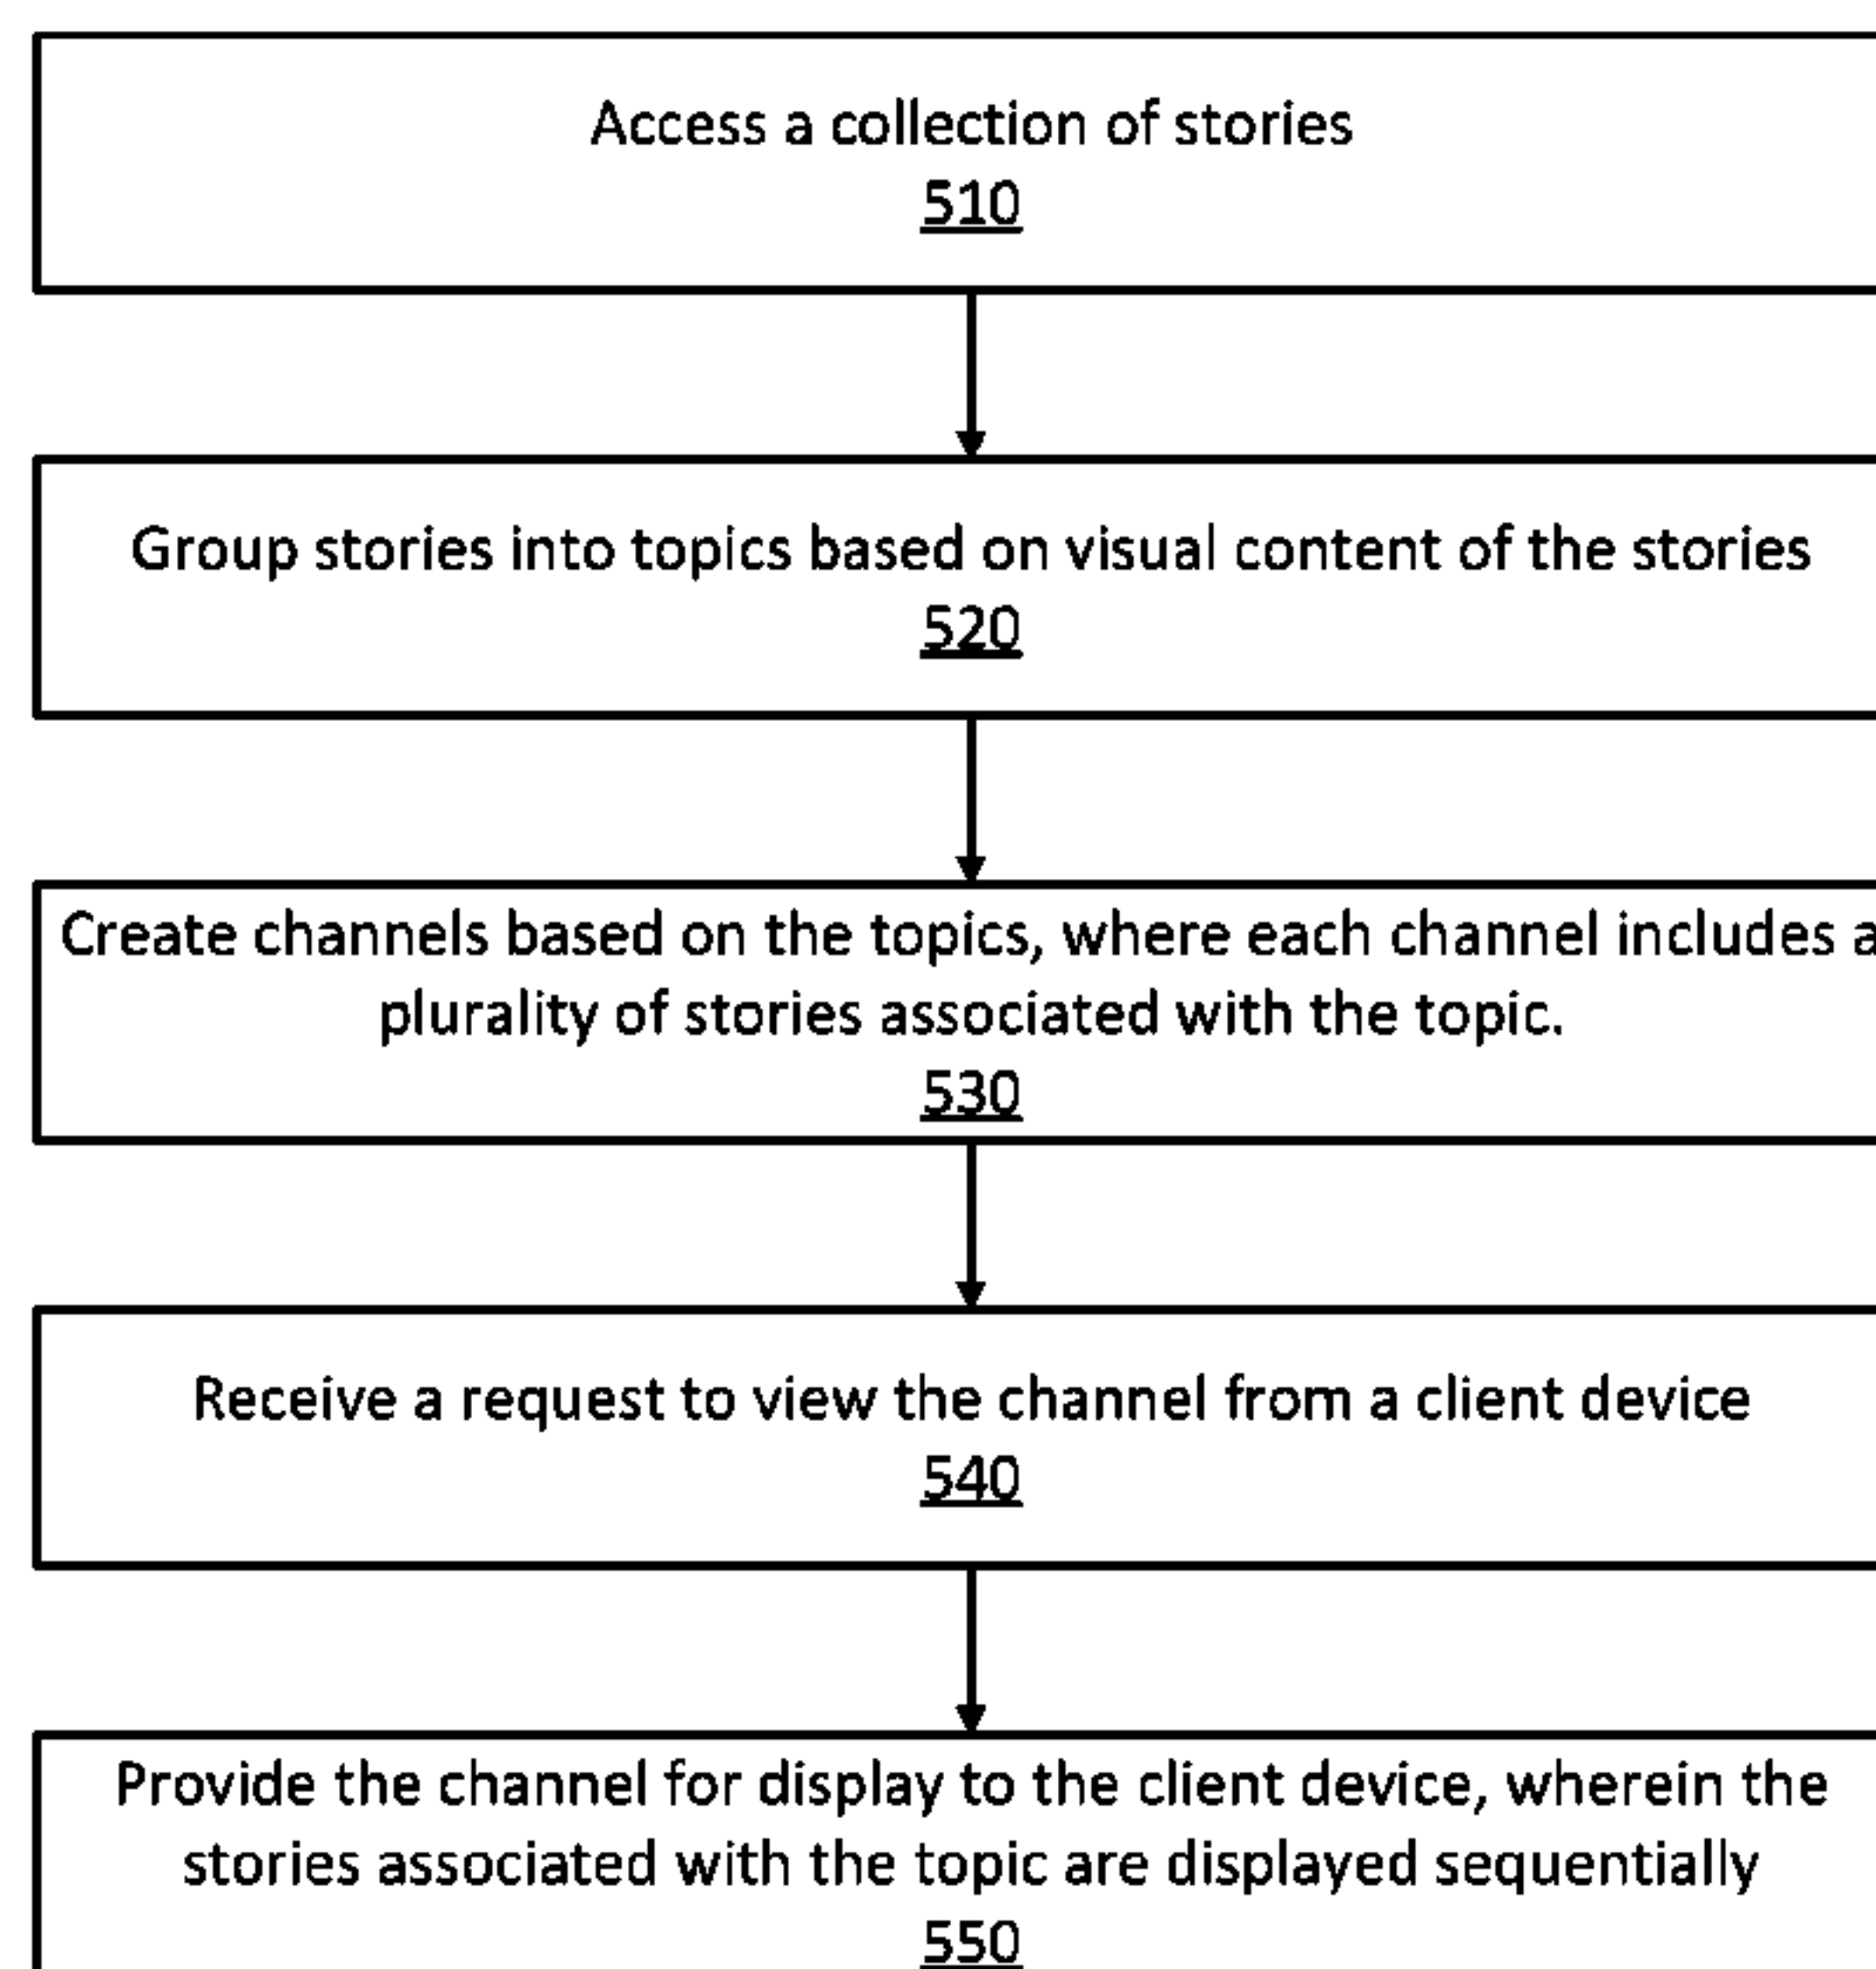 Access a collection of stories
510
Group stories into topics based on visual content of the stories
520
Create channels based on the topics, where each channel includes a
plurality of stories associated with the topic.
530
Receive a request to view the channel from a client device
540
Provide the channel for display to the client device, wherein the
stories associated with the topic are displayed sequentially
550